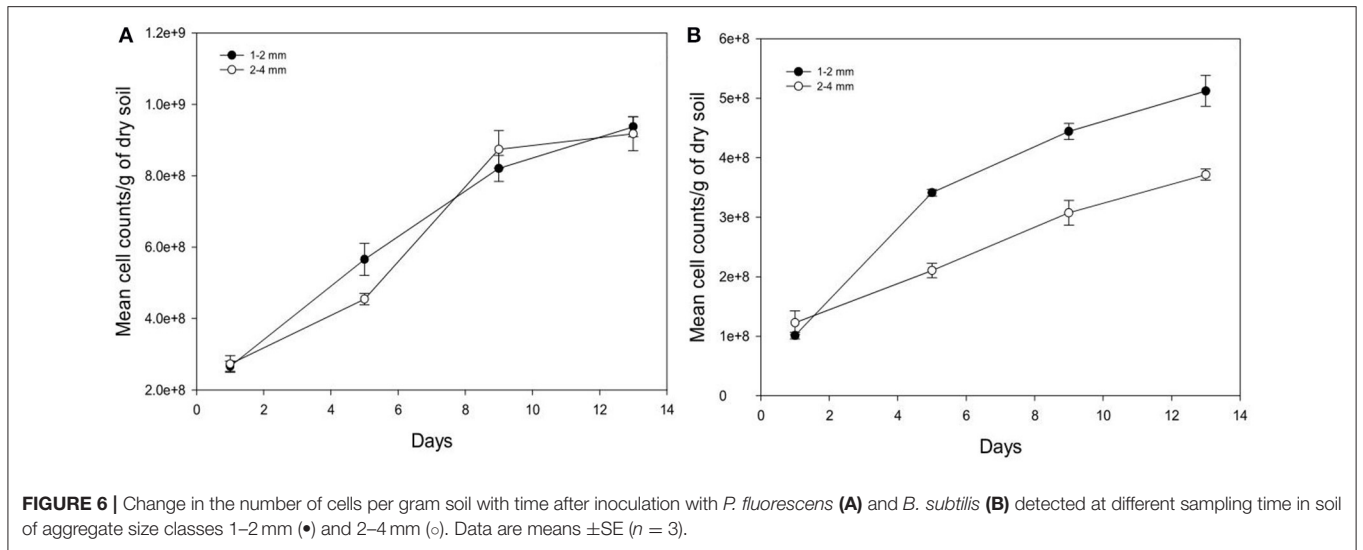 A
1.2e+9
1.0e+9
8.0e+8
6.0e+8
4.0e+8
2.0e+8
Mean cell counts/g of dry soil
1-2 mm
2-4 mm
0 2 4 6 8 10 12 14
Days
B
6e+8
5e+8
4e+8
3e+8
2e+8
1e+8
0
Mean cell counts/g of dry soil
1-2 mm
2-4 mm
0 2 4 6 8 10 12 14
Days
FIGURE 6 | Change in the number of cells per gram soil with time after inoculation with P. fluorescens (A) and B. subtilis (B) detected at different sampling time in soil
of aggregate size classes 1–2 mm (•) and 2–4 mm (○). Data are means ±SE (n = 3).